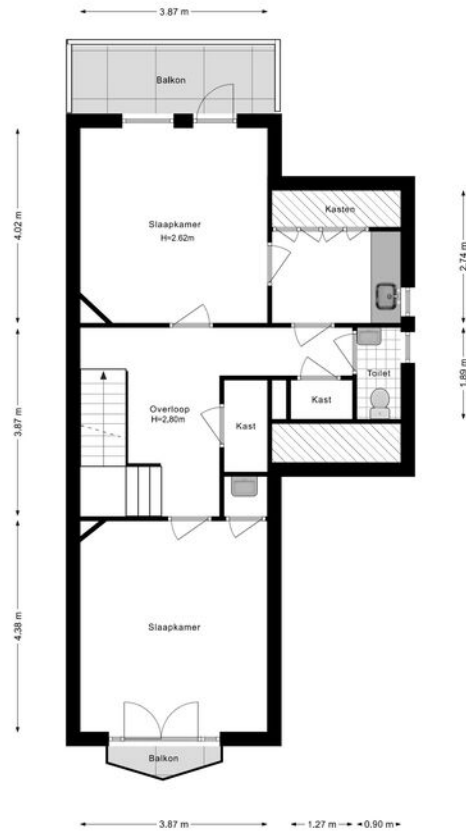 3.87 m
Balkon
4.02 m
Slaapkamer
H=2.62m
Kasten
2.74 m
3.87 m
Overloop
H=2,80m
Kast
Kast
Toilet
1.89 m
4.38 m
Slaapkamer
Balkon
3.87 m
1.27 m
0.90 m